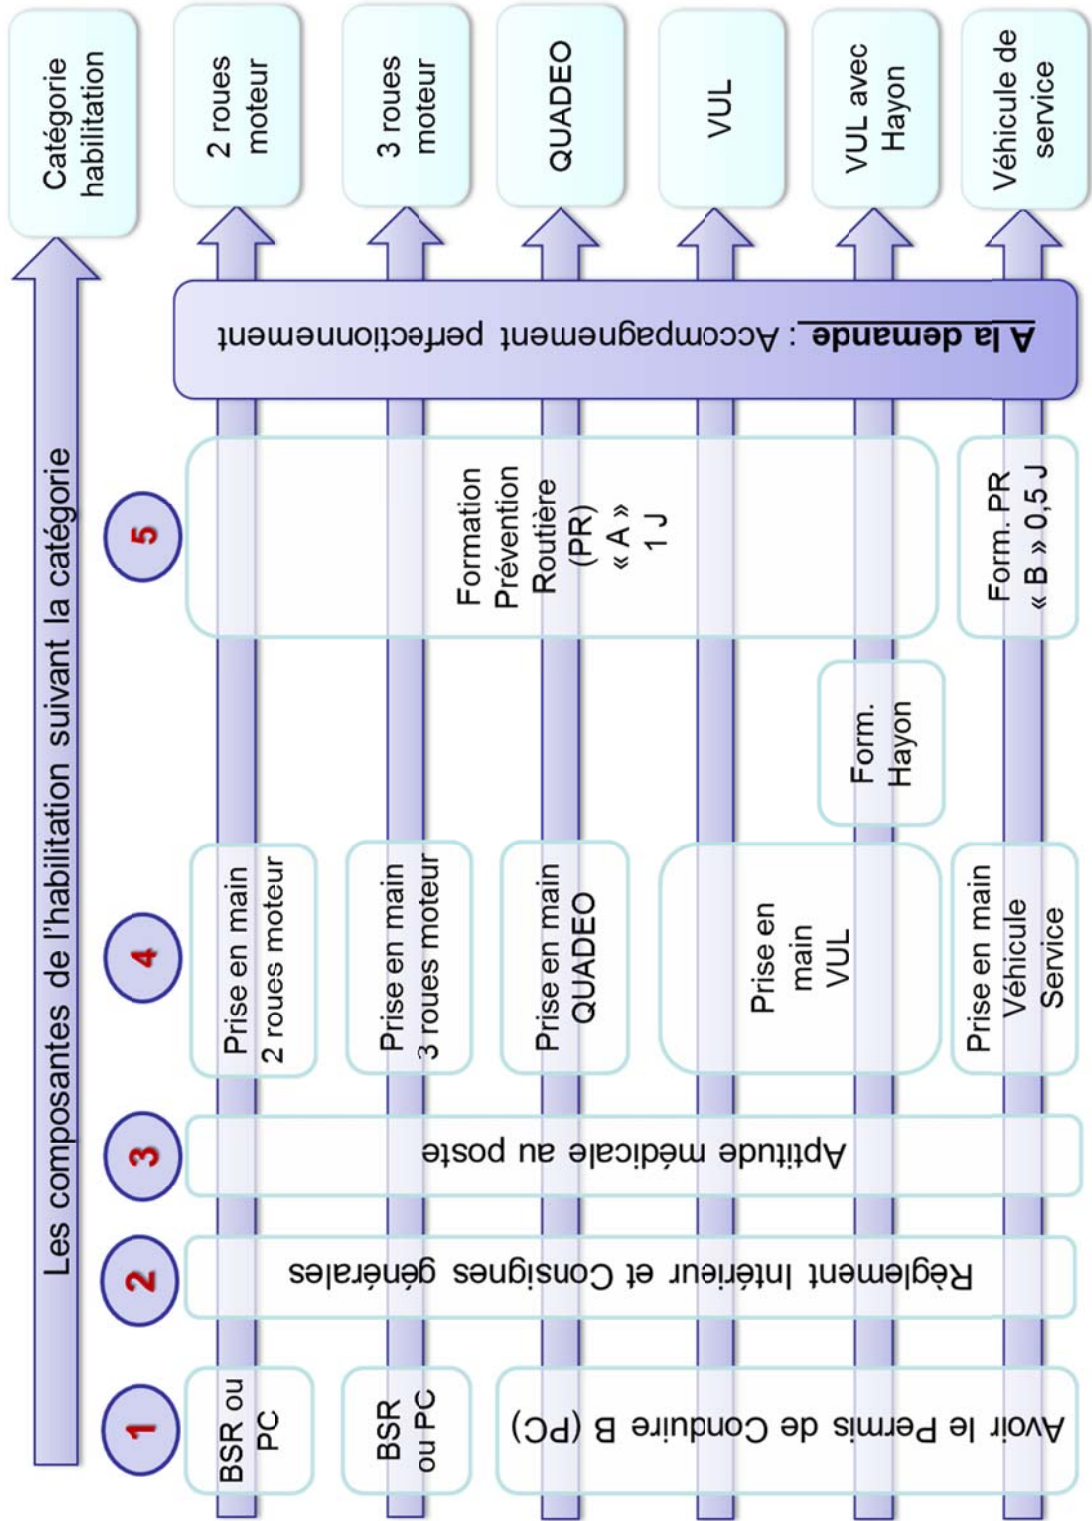 Les composantes de l'habilitation suivant la catégorie
Catégorie
habilitation
1
2
3
4
5
BSR ou
PC
BSR
ou PC
Avoir le Permis de Conduire B (PC)
Règlement Intérieur et Consignes générales
Aptitude médicale au poste
Prise en main
2 roues moteur
Prise en main
3 roues moteur
Prise en main
QUADEO
Prise en
main
VUL
Prise en main
Véhicule
Service
Form.
Hayon
Formation
Prévention
Routière
(PR)
« A »
1 J
Form. PR
« B » 0,5 J
A la demande : Accompagnement perfectionnement
2 roues
moteur
3 roues
moteur
QUADEO
VUL
VUL avec
Hayon
Véhicule de
service